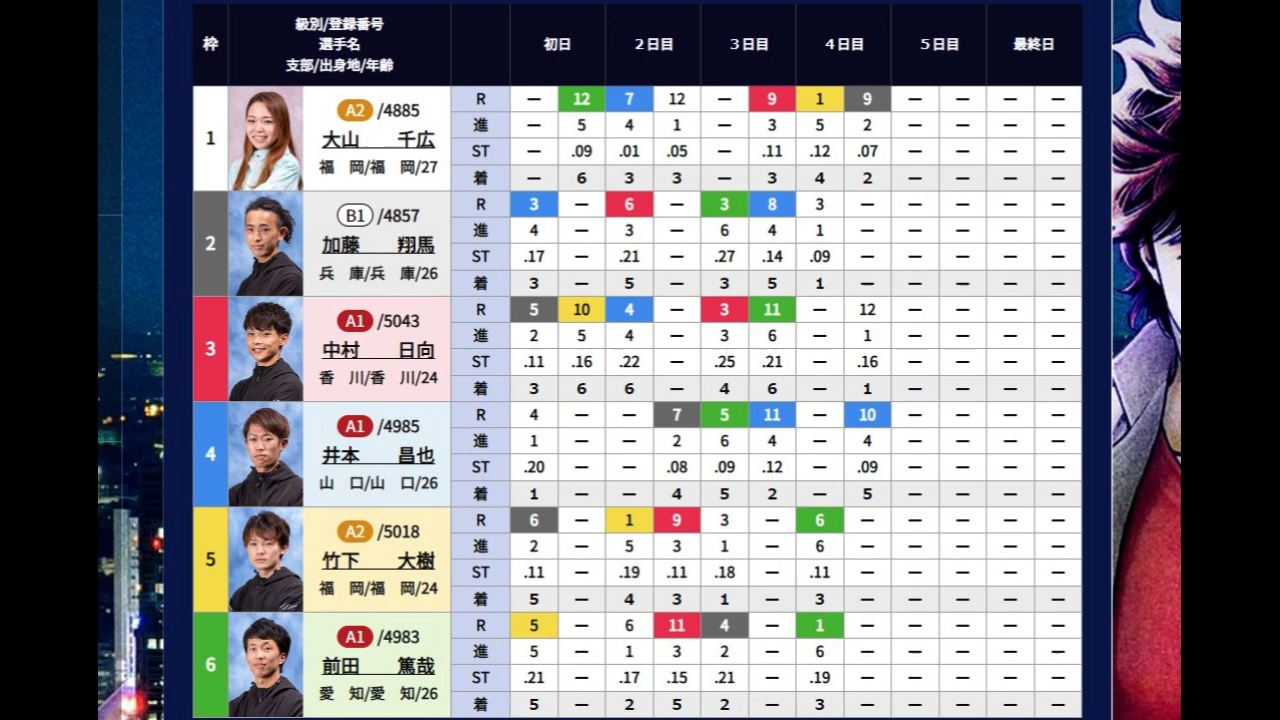 枠 級別/登録番号 初日 2日目 3日目 4日目 5日目 最終日
選手名
支部/出身地/年齢
R — 12 7 12 — 9 1 9 — — — —
1 A2 /4885 進 — 5 4 1 — 3 5 2 — — — —
大山 千広 ST — .09 .01 .05 — .11 .12 .07 — — — —
福 岡/福 岡/27 着 — 6 3 3 — 3 4 2 — — — —
R 3 — 6 — 3 8 3 — — — — —
2 B1 /4857 進 4 — 3 — 6 4 1 — — — — —
加藤 翔馬 ST .17 — .21 — .27 .14 .09 — — — — —
兵 庫/兵 庫/26 着 3 — 5 — 3 5 1 — — — — —
R 5 10 4 — 3 11 — 12 — — — —
3 A1 /5043 進 2 5 4 — 3 6 — 1 — — — —
中村 日向 ST .11 .16 .22 — .25 .21 — .16 — — — —
香 川/香 川/24 着 3 6 6 — 4 6 — 1 — — — —
R 4 — — 7 5 11 — 10 — — — —
4 A1 /4985 進 1 — — 2 6 4 — 4 — — — —
井本 昌也 ST .20 — — .08 .09 .12 — .09 — — — —
山 口/山 口/26 着 1 — — 4 5 2 — 5 — — — —
R 6 — 1 9 3 — 6 — — — — —
5 A2 /5018 進 2 — 5 3 1 — 6 — — — — —
竹下 大樹 ST .11 — .19 .11 .18 — .11 — — — — —
福 岡/福 岡/24 着 5 — 4 3 1 — 3 — — — — —
R 5 — 6 11 4 — 1 — — — — —
6 A1 /4983 進 5 — 1 3 2 — 6 — — — — —
前田 篤哉 ST .21 — .17 .15 .21 — .19 — — — — —
愛 知/愛 知/26 着 5 — 2 5 2 — 3 — — — — —